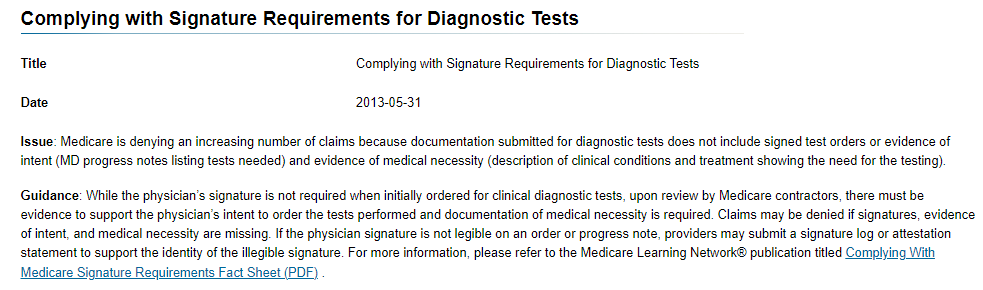 Complying with Signature Requirements for Diagnostic Tests
Title Complying with Signature Requirements for Diagnostic Tests
Date 2013-05-31
Issue: Medicare is denying an increasing number of claims because documentation submitted for diagnostic tests does not include signed test orders or evidence of
intent (MD progress notes listing tests needed) and evidence of medical necessity (description of clinical conditions and treatment showing the need for the testing).
Guidance: While the physician's signature is not required when initially ordered for clinical diagnostic tests, upon review by Medicare contractors, there must be
evidence to support the physician's intent to order the tests performed and documentation of medical necessity is required. Claims may be denied if signatures, evidence
of intent, and medical necessity are missing. If the physician signature is not legible on an order or progress note, providers may submit a signature log or attestation
statement to support the identity of the illegible signature. For more information, please refer to the Medicare Learning Network® publication titled Complying With
Medicare Signature Requirements Fact Sheet (PDF) .